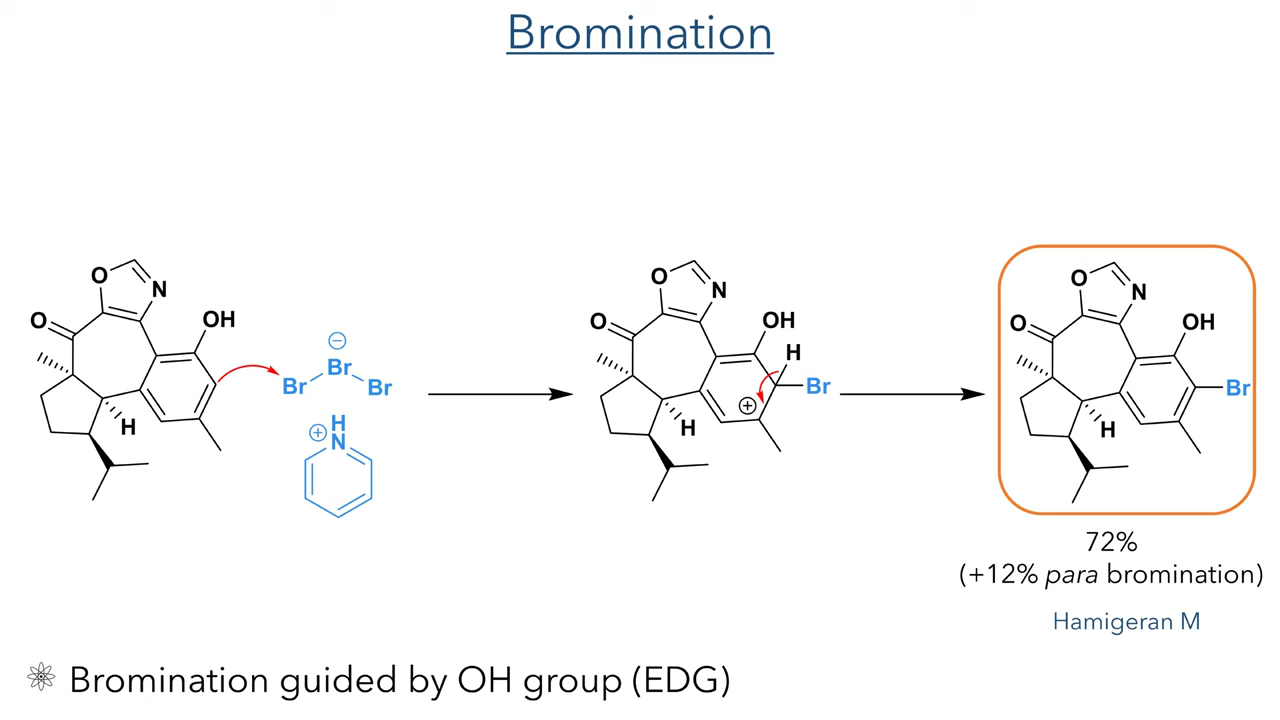 Bromination
O
N
O
OH
H
Br
⊖
Br
Br
⊕
H
N
O
N
O
OH
H
Br
⊕
H
O
N
O
OH
Br
H
72%
(+12% para bromination)
Hamigeran M
Bromination guided by OH group (EDG)